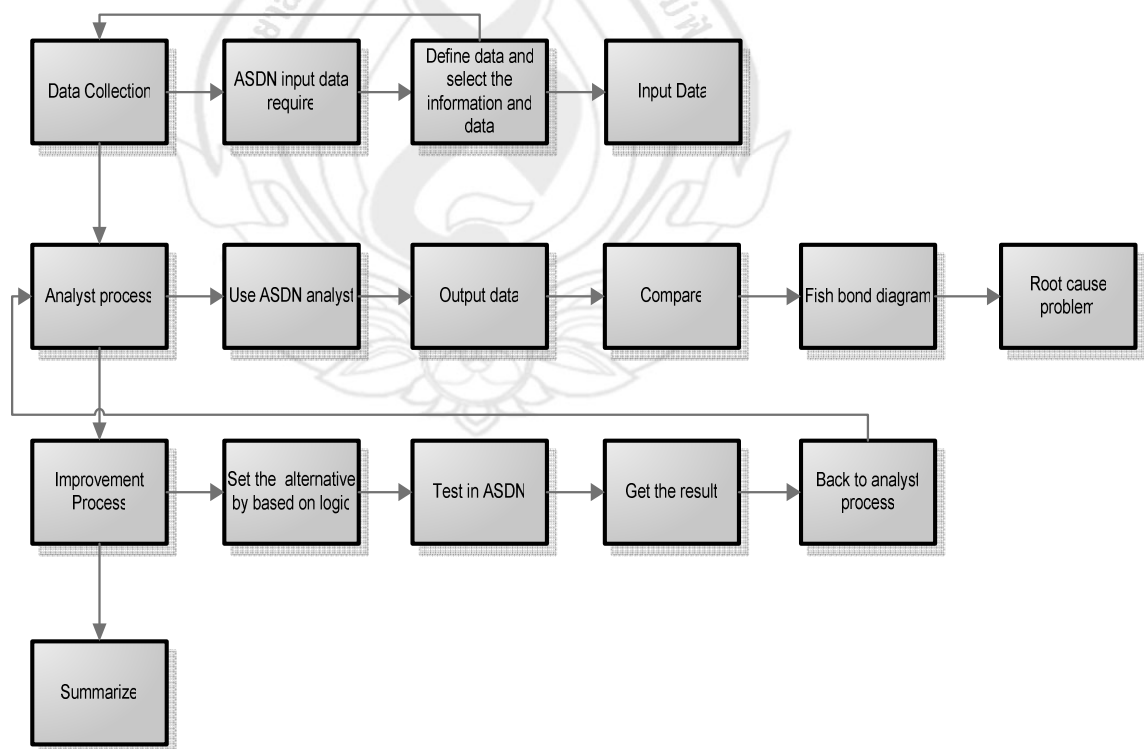 Data Collection
ASDN input data
require
Define data and
select the
information and
data
Input Data
Analyst process
Use ASDN analyst
Output data
Compare
Fish bond diagram
Root cause
problem
Improvement
Process
Set the alternative
by based on logic
Test in ASDN
Get the result
Back to analyst
process
Summarize